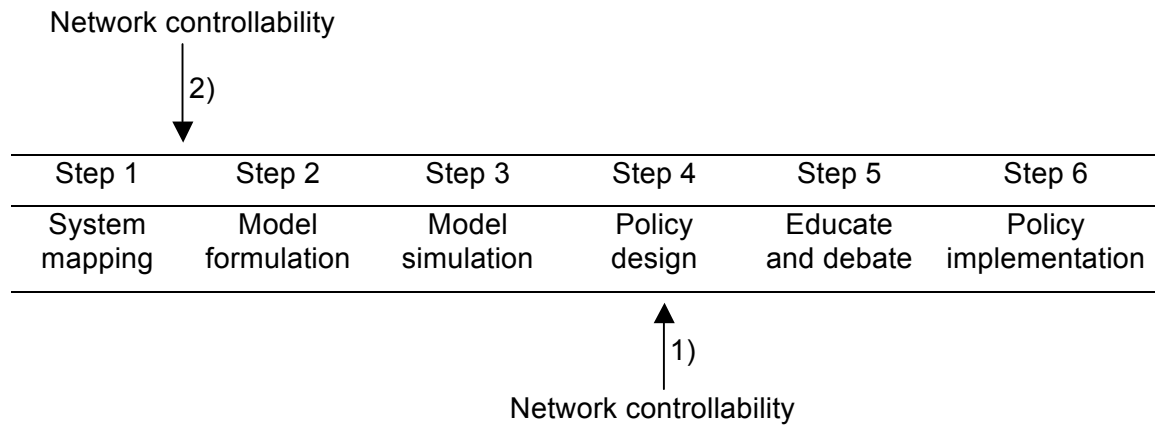 Network controllability
2)
Step 1 Step 2 Step 3 Step 4 Step 5 Step 6
System Model Model Policy Educate Policy
mapping formulation simulation design and debate implementation
1)
Network controllability